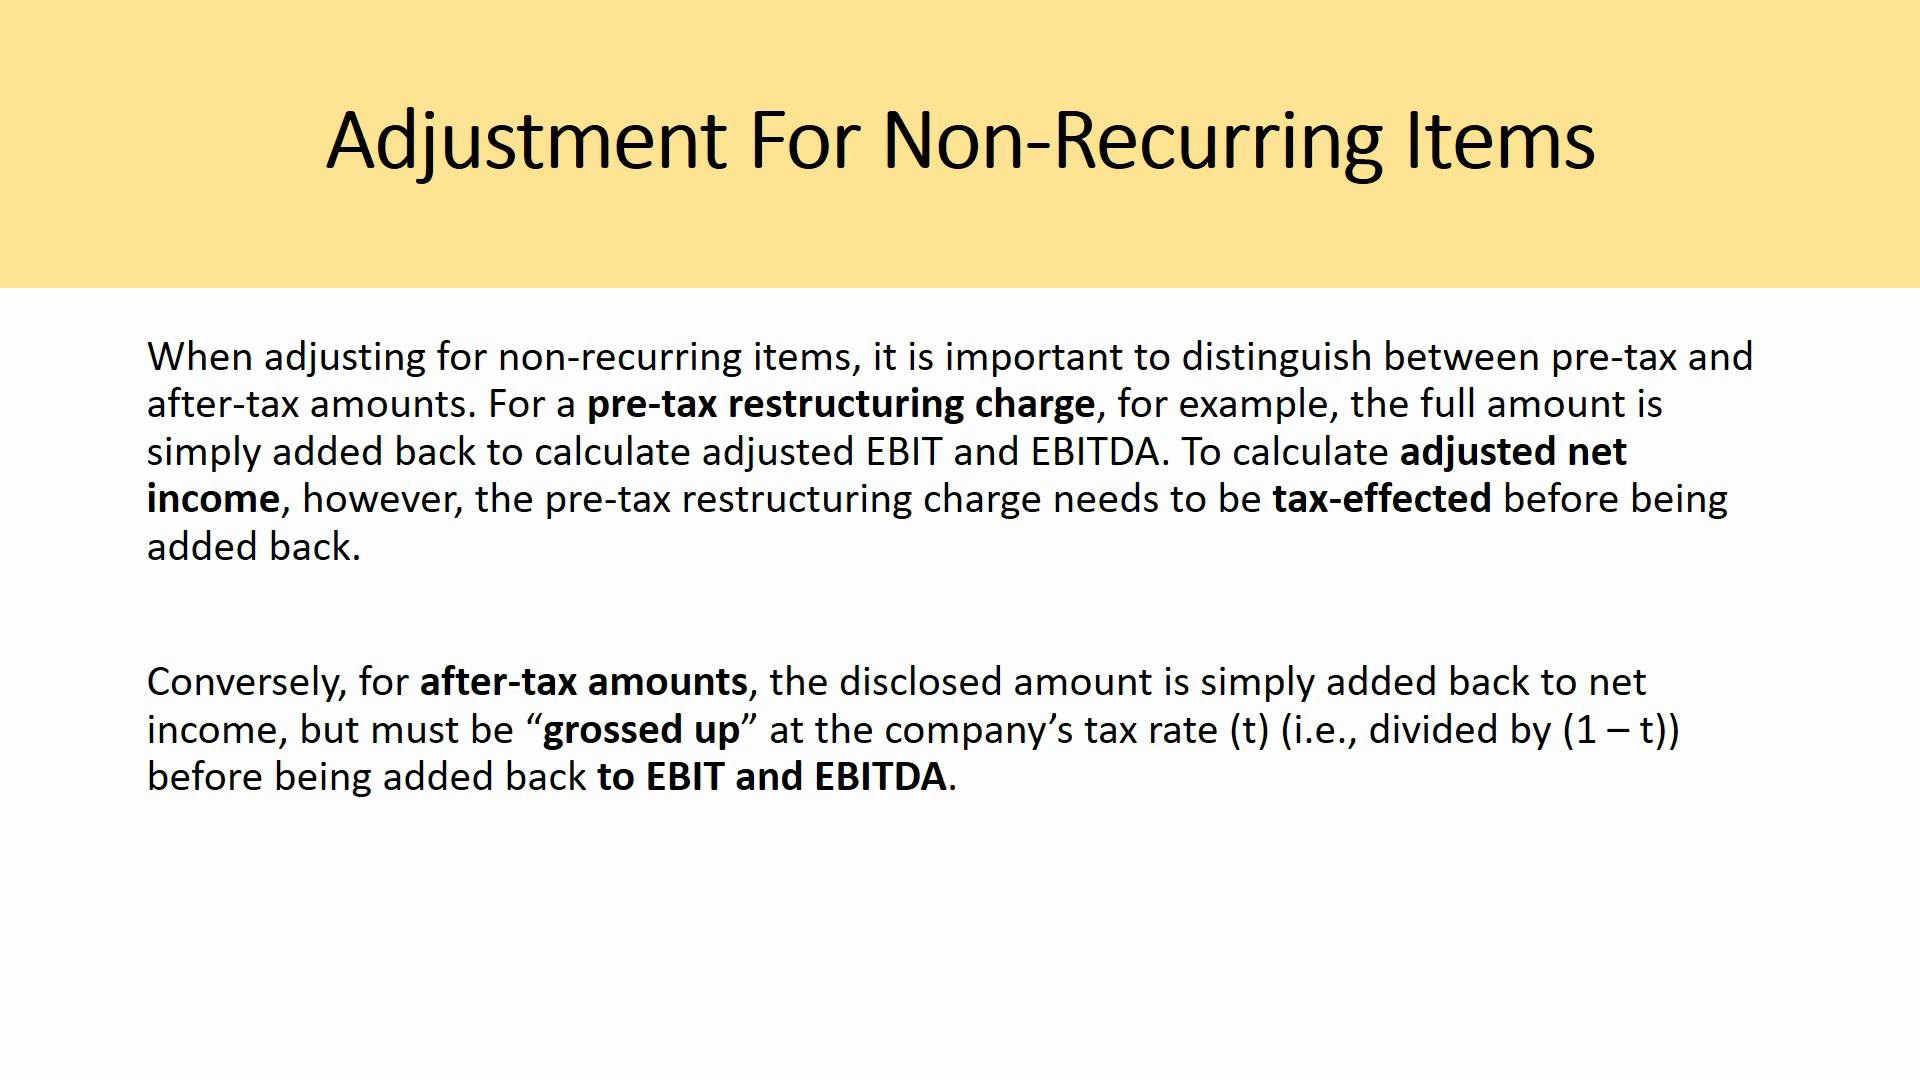 Adjustment For Non-Recurring Items
When adjusting for non-recurring items, it is important to distinguish between pre-tax and
after-tax amounts. For a pre-tax restructuring charge, for example, the full amount is
simply added back to calculate adjusted EBIT and EBITDA. To calculate adjusted net
income, however, the pre-tax restructuring charge needs to be tax-effected before being
added back.
Conversely, for after-tax amounts, the disclosed amount is simply added back to net
income, but must be “grossed up” at the company’s tax rate (t) (i.e., divided by (1 – t))
before being added back to EBIT and EBITDA.